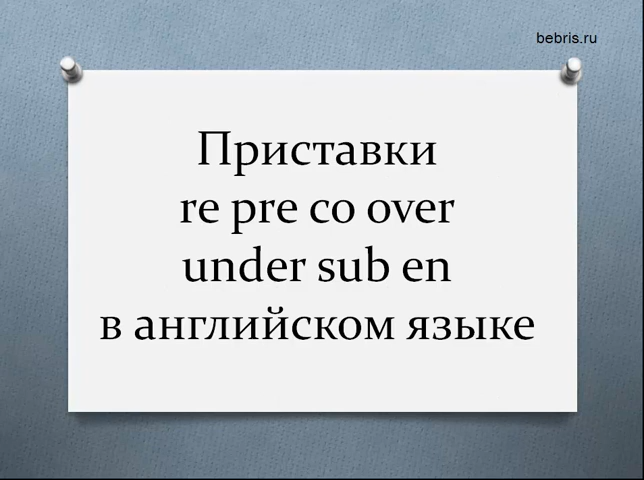 bebris.ru
Приставки
re pre co over
under sub en
в английском языке